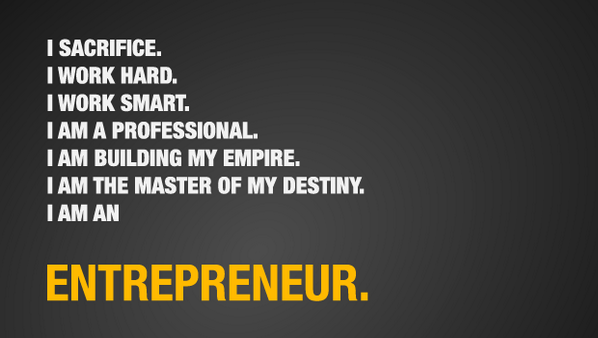 I SACRIFICE.
I WORK HARD.
I WORK SMART.
I AM A PROFESSIONAL.
I AM BUILDING MY EMPIRE.
I AM THE MASTER OF MY DESTINY.
I AM AN
ENTREPRENEUR.